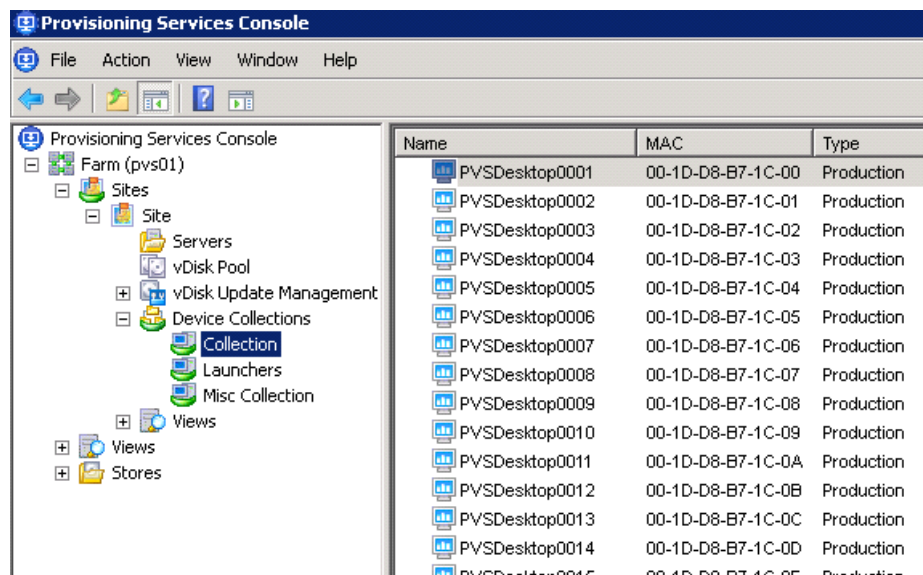 Provisioning Services Console
File Action View Window Help
Provisioning Services Console
Farm (pvs01)
Sites
Site
Servers
vDisk Pool
vDisk Update Management
Device Collections
Collection
Launchers
Misc Collection
Views
Views
Stores
Name MAC Type
PVSDesktop0001 00-1D-D8-B7-1C-00 Production
PVSDesktop0002 00-1D-D8-B7-1C-01 Production
PVSDesktop0003 00-1D-D8-B7-1C-02 Production
PVSDesktop0004 00-1D-D8-B7-1C-03 Production
PVSDesktop0005 00-1D-D8-B7-1C-04 Production
PVSDesktop0006 00-1D-D8-B7-1C-05 Production
PVSDesktop0007 00-1D-D8-B7-1C-06 Production
PVSDesktop0008 00-1D-D8-B7-1C-07 Production
PVSDesktop0009 00-1D-D8-B7-1C-08 Production
PVSDesktop0010 00-1D-D8-B7-1C-09 Production
PVSDesktop0011 00-1D-D8-B7-1C-0A Production
PVSDesktop0012 00-1D-D8-B7-1C-0B Production
PVSDesktop0013 00-1D-D8-B7-1C-0C Production
PVSDesktop0014 00-1D-D8-B7-1C-0D Production